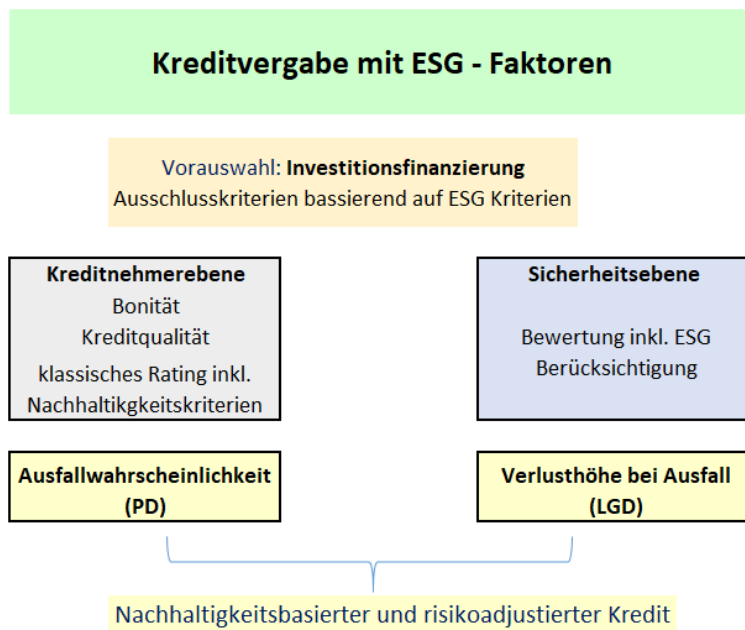 Kreditvergabe mit ESG - Faktoren
Vorauswahl: Investitionsfinanzierung
Ausschlusskriterien bassierend auf ESG Kriterien
Kreditnehmerebene
Bonität
Kreditqualität
klassisches Rating inkl.
Nachhaltikgkeitskriterien
Sicherheitsebene
Bewertung inkl. ESG
Berücksichtigung
Ausfallwahrscheinlichkeit
(PD)
Verlusthöhe bei Ausfall
(LGD)
Nachhaltigkeitsbasierter und risikoadjustierter Kredit